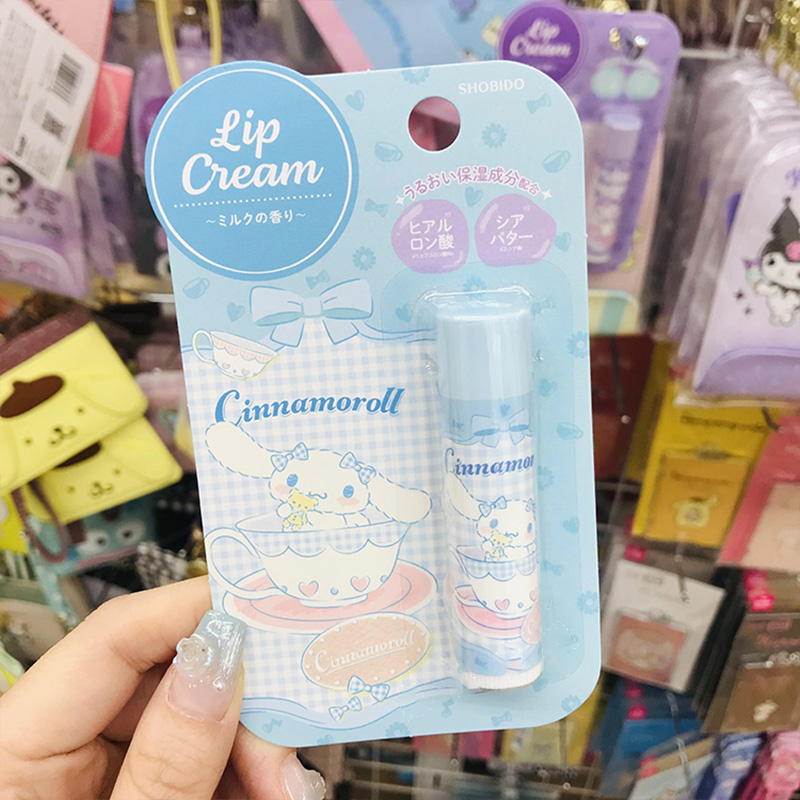 SHOBIDO
Lip
Cream
～ミルクの香り～
うるおい保湿成分配合
ヒアル
ロン酸
シア
バター
Cinnamoroll
Cinnamor
Cinnamoroll
Lip
Cream